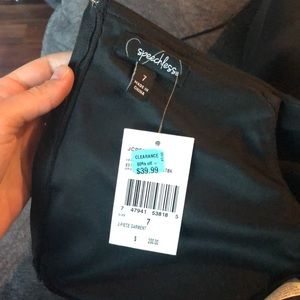 speechless
7
MADE IN
CHINA
CLEARANCE
60% off
$39.99
7 47941 53818 5
7
2-PIECE GARMENT
$